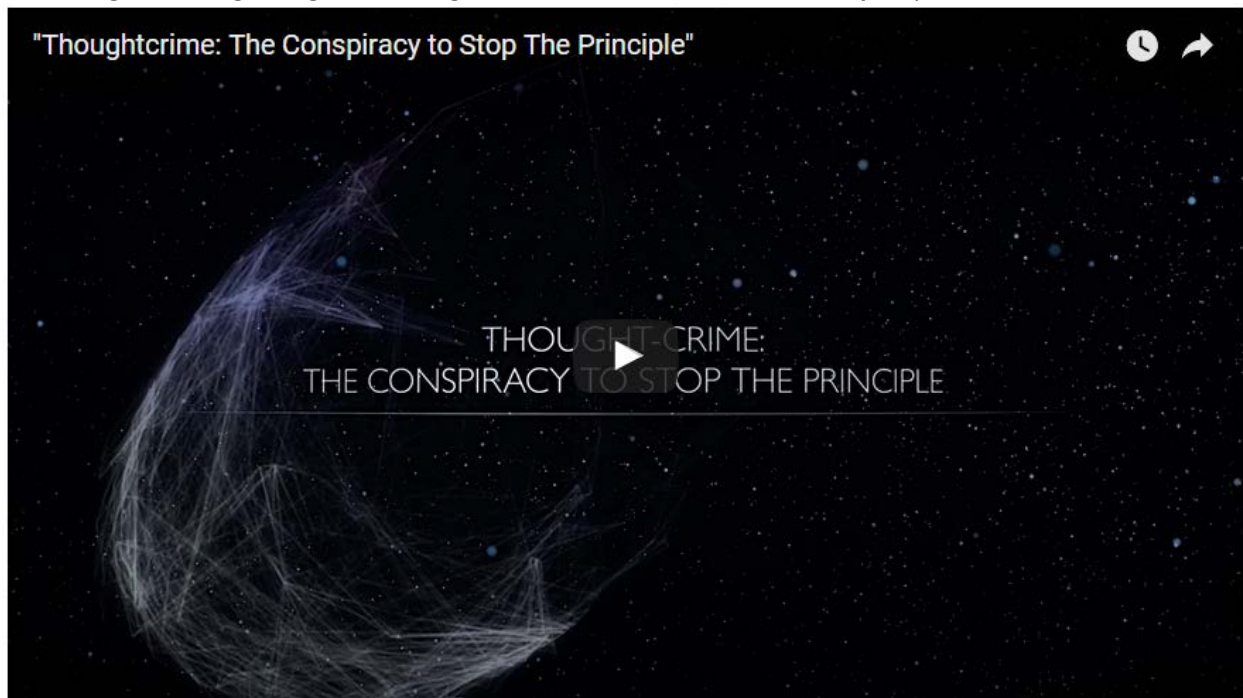 "Thoughtcrime: The Conspiracy to Stop The Principle"
THOUGHT-CRIME:
THE CONSPIRACY TO STOP THE PRINCIPLE